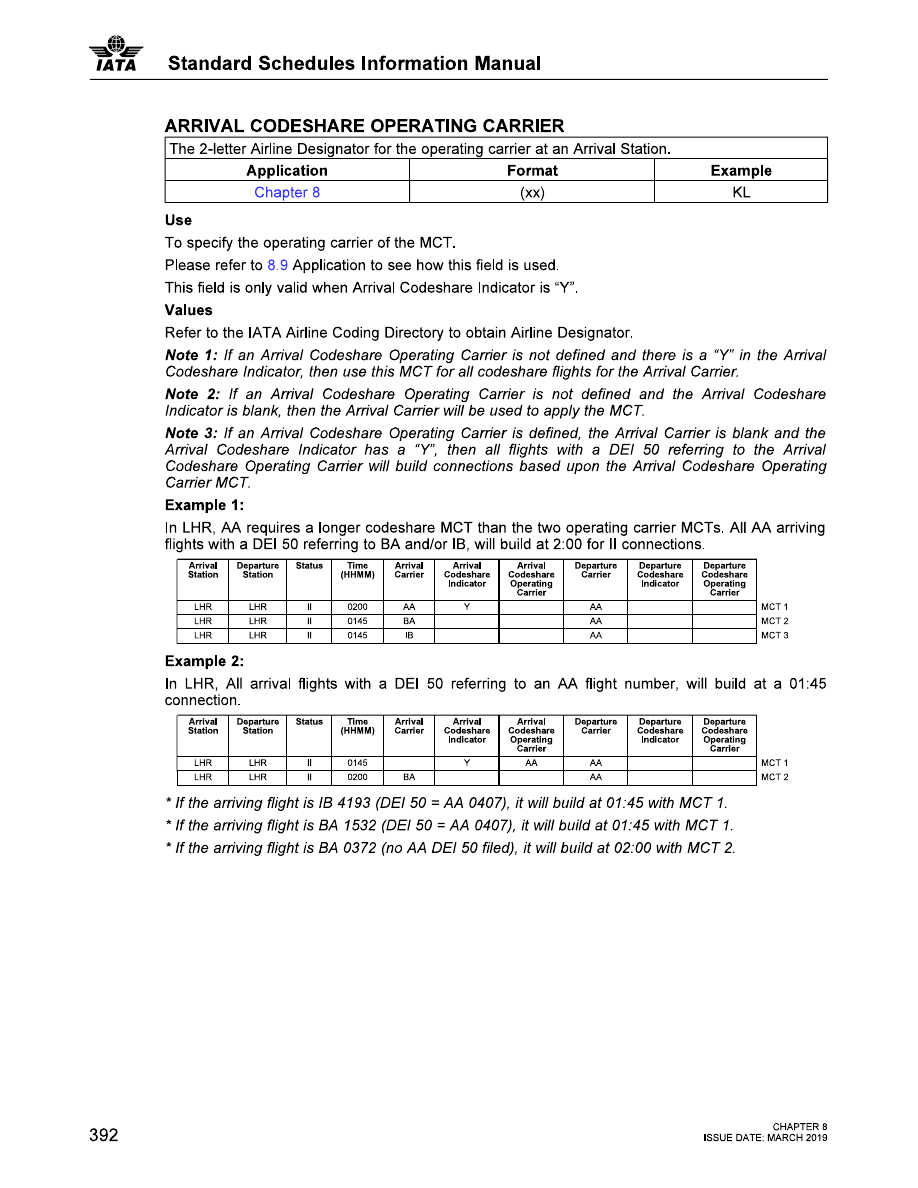 IATA
Standard Schedules Information Manual
ARRIVAL CODESHARE OPERATING CARRIER
The 2-letter Airline Designator for the operating carrier at an Arrival Station.
Application Format Example
Chapter 8 (xx) KL
Use
To specify the operating carrier of the MCT.
Please refer to 8.9 Application to see how this field is used.
This field is only valid when Arrival Codeshare Indicator is “Y”.
Values
Refer to the IATA Airline Coding Directory to obtain Airline Designator.
Note 1: If an Arrival Codeshare Operating Carrier is not defined and there is a “Y” in the Arrival
Codeshare Indicator, then use this MCT for all codeshare flights for the Arrival Carrier.
Note 2: If an Arrival Codeshare Operating Carrier is not defined and the Arrival Codeshare
Indicator is blank, then the Arrival Carrier will be used to apply the MCT.
Note 3: If an Arrival Codeshare Operating Carrier is defined, the Arrival Carrier is blank and the
Arrival Codeshare Indicator has a “Y”, then all flights with a DEI 50 referring to the Arrival
Codeshare Operating Carrier will build connections based upon the Arrival Codeshare Operating
Carrier MCT.
Example 1:
In LHR, AA requires a longer codeshare MCT than the two operating carrier MCTs. All AA arriving
flights with a DEI 50 referring to BA and/or IB, will build at 2:00 for II connections.
Arrival Departure Status Time Arrival Arrival Arrival Departure Departure Departure
Station Station (HHMM) Carrier Codeshare Codeshare Carrier Codeshare Codeshare
Indicator Operating Indicator Operating
Carrier Carrier
LHR LHR II 0200 AA Y AA MCT 1
LHR LHR II 0145 BA AA MCT 2
LHR LHR II 0145 IB AA MCT 3
Example 2:
In LHR, All arrival flights with a DEI 50 referring to an AA flight number, will build at a 01:45
connection.
Arrival Departure Status Time Arrival Arrival Arrival Departure Departure Departure
Station Station (HHMM) Carrier Codeshare Codeshare Carrier Codeshare Codeshare
Indicator Operating Indicator Operating
Carrier Carrier
LHR LHR II 0145 Y AA AA MCT 1
LHR LHR II 0200 BA AA MCT 2
* If the arriving flight is IB 4193 (DEI 50 = AA 0407), it will build at 01:45 with MCT 1.
* If the arriving flight is BA 1532 (DEI 50 = AA 0407), it will build at 01:45 with MCT 1.
* If the arriving flight is BA 0372 (no AA DEI 50 filed), it will build at 02:00 with MCT 2.
392
CHAPTER 8
ISSUE DATE: MARCH 2019